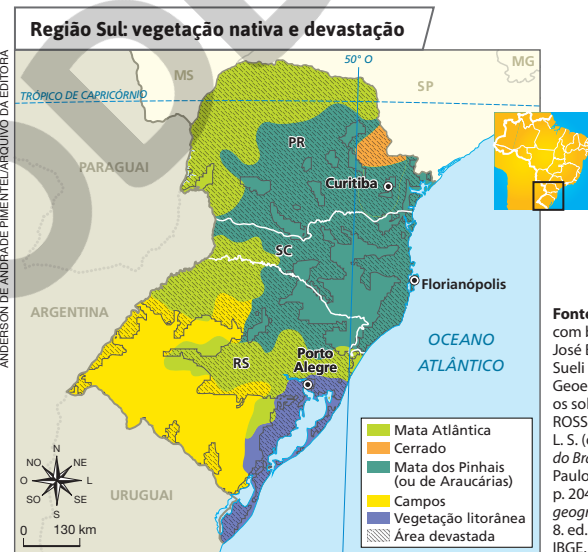 Região Sul: vegetação nativa e devastação
ANDERSON DE ANDRADE PIMENTEL/ARQUIVO DA EDITORA
50° O
MS
MG
SP
TRÓPICO DE CAPRICÓRNIO
PR
PARAGUAI
Curitiba
SC
Florianópolis
ARGENTINA
OCEANO
ATLÂNTICO
RS
Porto
Alegre
URUGUAI
N
NO
NE
O
L
SO
SE
S
0 130 km
Mata Atlântica
Cerrado
Mata dos Pinhais
(ou de Araucárias)
Campos
Vegetação litorânea
Área devastada
Fonte
com b
José B
Sueli
Geoe
os sol
ROSS
L. S. (
do Br
Paulo
p. 204
geogr
8. ed.
IBGE,